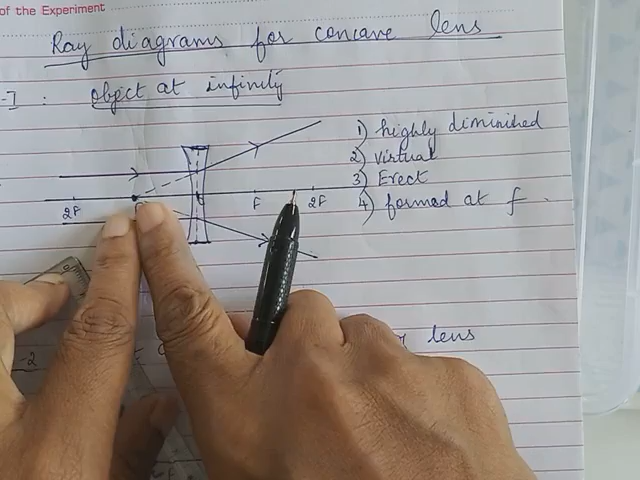 of the Experiment
Ray diagrams for concave lens
-I : object at infinity
1) highly diminished
2) virtual
3) Erect
4) formed at f
2F F 2F
-2 lens